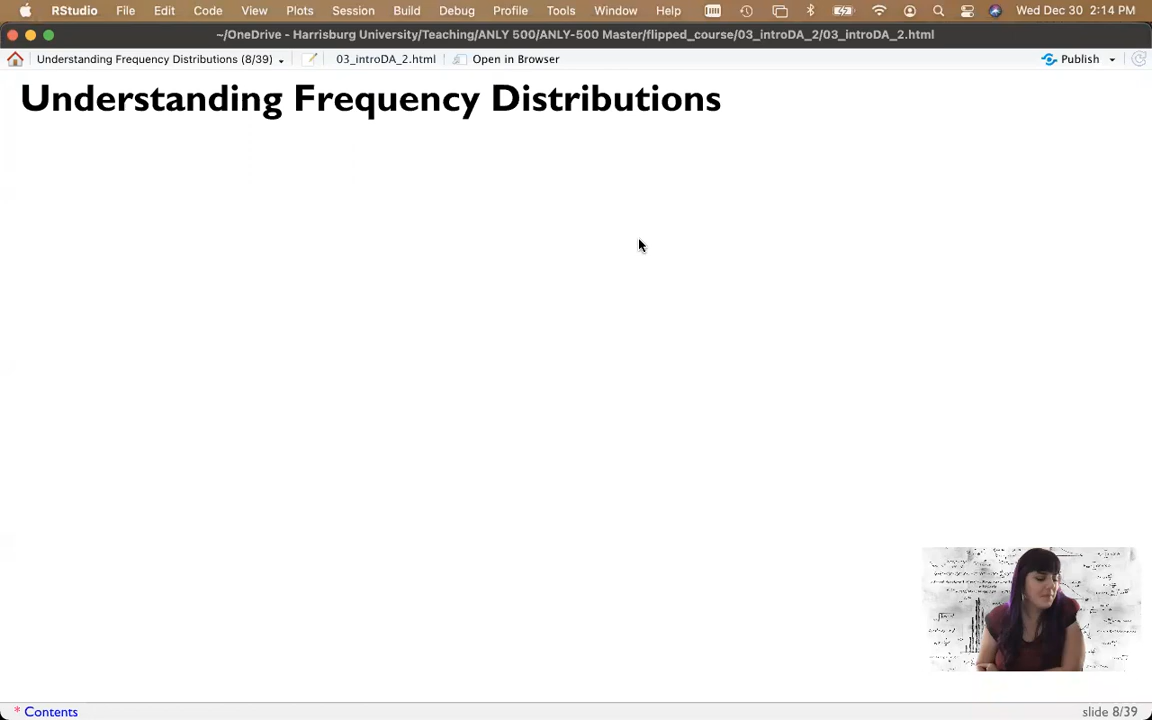 RStudio File Edit Code View Plots Session Build Debug Profile Tools Window Help Wed Dec 30 2:14 PM
~/OneDrive - Harrisburg University/Teaching/ANLY 500/ANLY-500 Master/flipped_course/03_introDA_2/03_introDA_2.html
Understanding Frequency Distributions (8/39) 03_introDA_2.html Open in Browser Publish
Understanding Frequency Distributions
* Contents slide 8/39